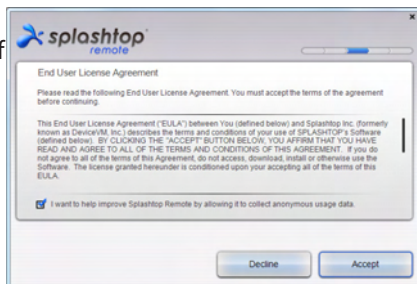 f
splashtop
remote
End User License Agreement
Please read the following End User License Agreement. You must accept the terms of the agreement
before continuing.
This End User License Agreement ("EULA") between You (defined below) and Splashtop Inc. (formerly
known as DeviceVM, Inc.) describes the terms and conditions of your use of SPLASHTOP's Software
(defined below). BY CLICKING THE "ACCEPT" BUTTON BELOW, YOU AFFIRM THAT YOU HAVE
READ AND AGREE TO ALL OF THE TERMS AND CONDITIONS OF THIS AGREEMENT. If you do
not agree to all of the terms of this Agreement, do not access, download, install or otherwise use the
Software. The license granted hereunder is conditioned upon your accepting all of the terms of this
EULA.
I want to help improve Splashtop Remote by allowing it to collect anonymous usage data.
Decline
Accept